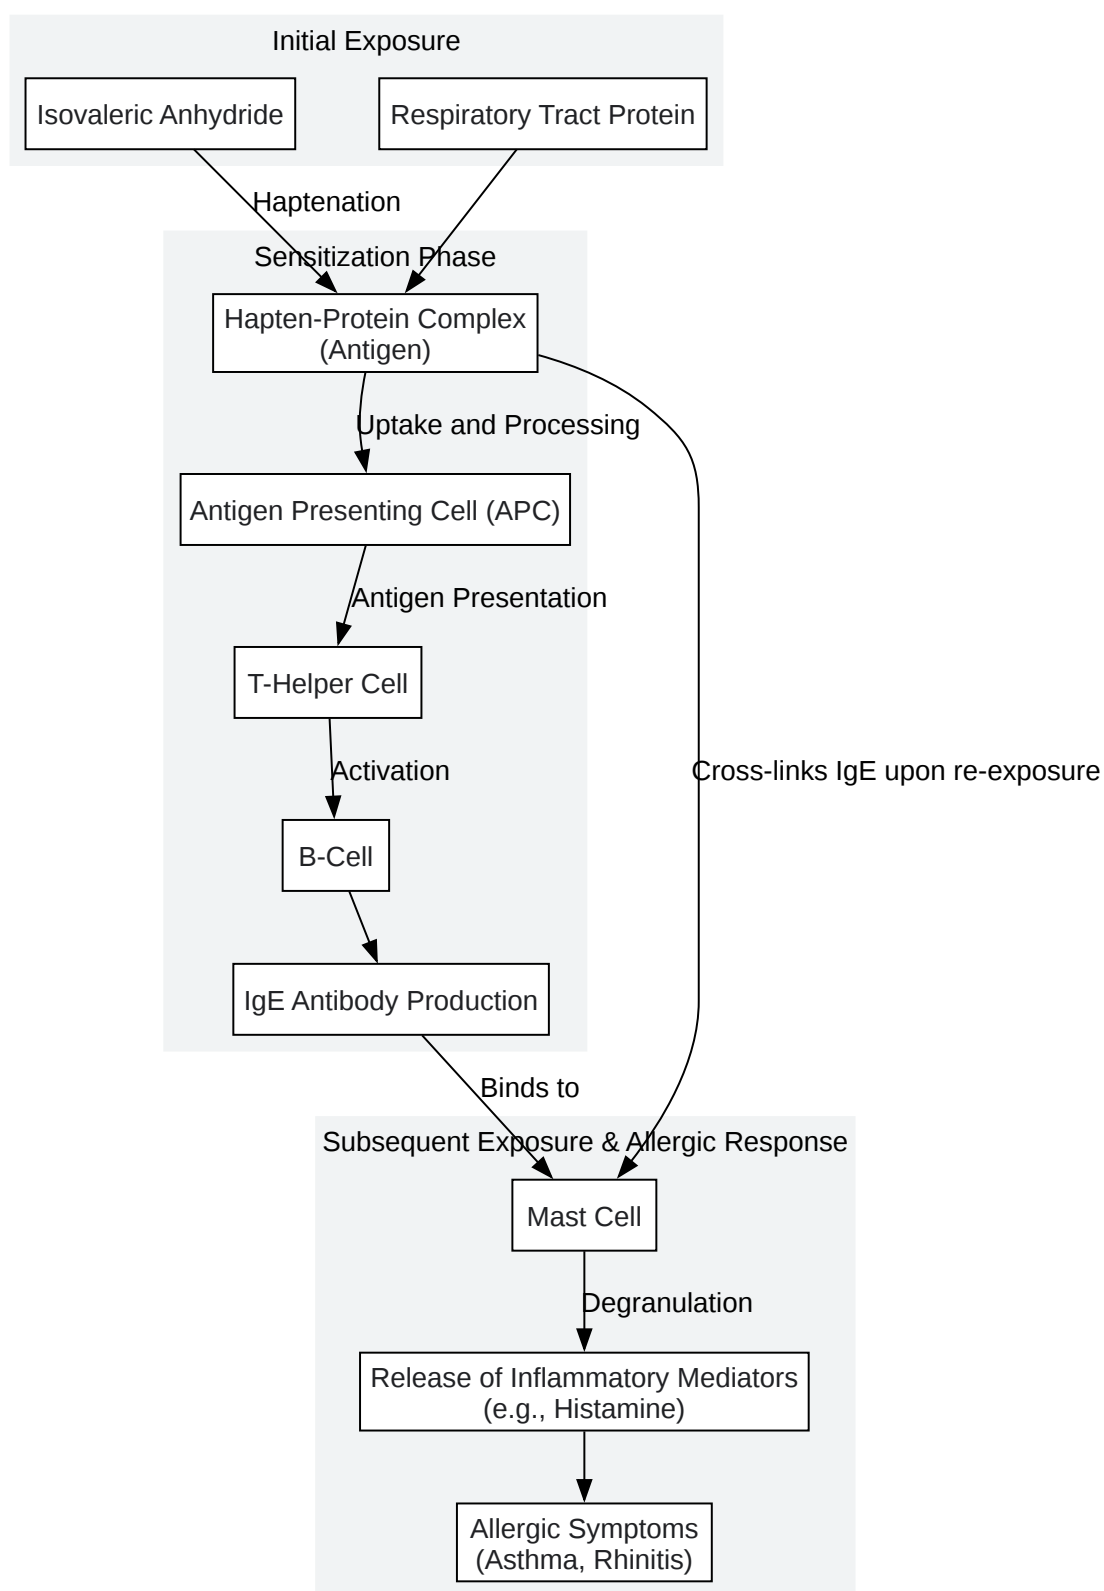 Initial Exposure
Isovaleric Anhydride
Respiratory Tract Protein
Haptenation
Sensitization Phase
Hapten-Protein Complex
(Antigen)
Uptake and Processing
Antigen Presenting Cell (APC)
Antigen Presentation
T-Helper Cell
Activation
Cross-links IgE upon re-exposure
B-Cell
IgE Antibody Production
Binds to
Subsequent Exposure & Allergic Response
Mast Cell
Degranulation
Release of Inflammatory Mediators
(e.g., Histamine)
Allergic Symptoms
(Asthma, Rhinitis)